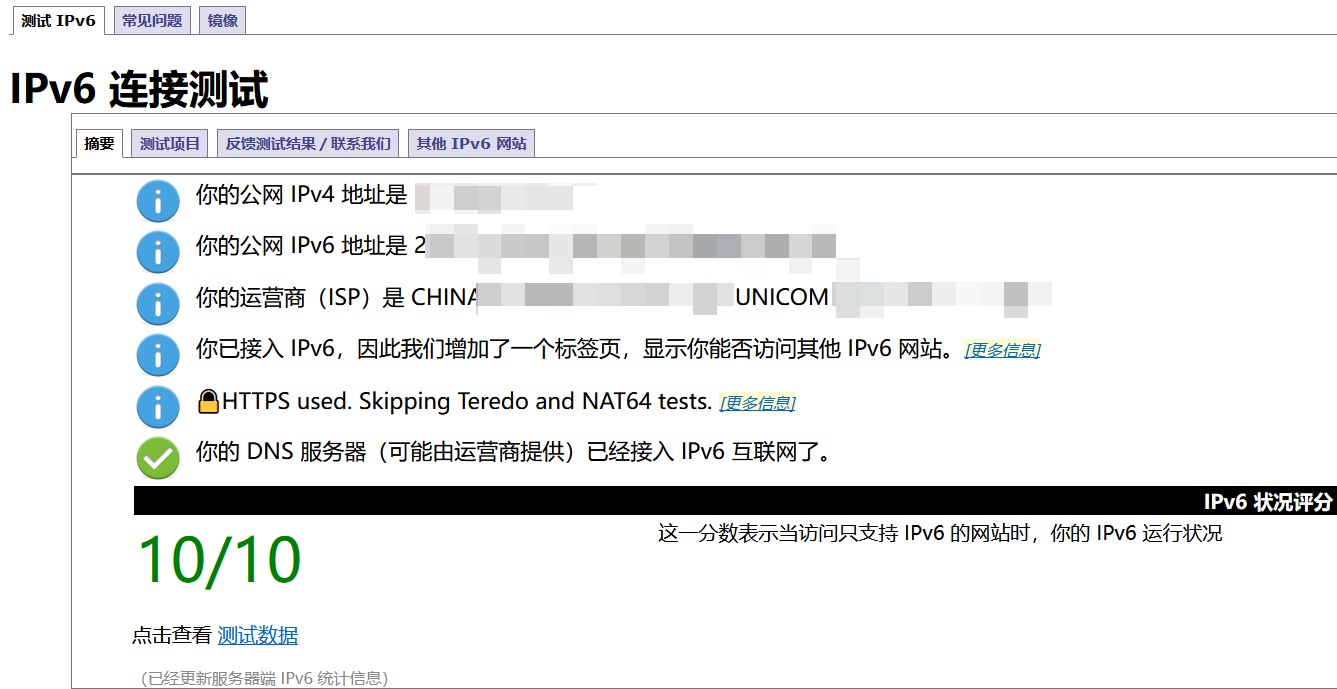 测试 IPv6 常见问题 镜像
IPv6 连接测试
摘要 测试项目 反馈测试结果 / 联系我们 其他 IPv6 网站
你的公网 IPv4 地址是
你的公网 IPv6 地址是 2
你的运营商（ISP）是 CHINA UNICOM
你已接入 IPv6，因此我们增加了一个标签页，显示你能否访问其他 IPv6 网站。 [更多信息]
HTTPS used. Skipping Teredo and NAT64 tests. [更多信息]
你的 DNS 服务器（可能由运营商提供）已经接入 IPv6 互联网了。
IPv6 状况评分
10/10
这一分数表示当访问只支持 IPv6 的网站时，你的 IPv6 运行状况
点击查看 测试数据
（已经更新服务器端 IPv6 统计信息）